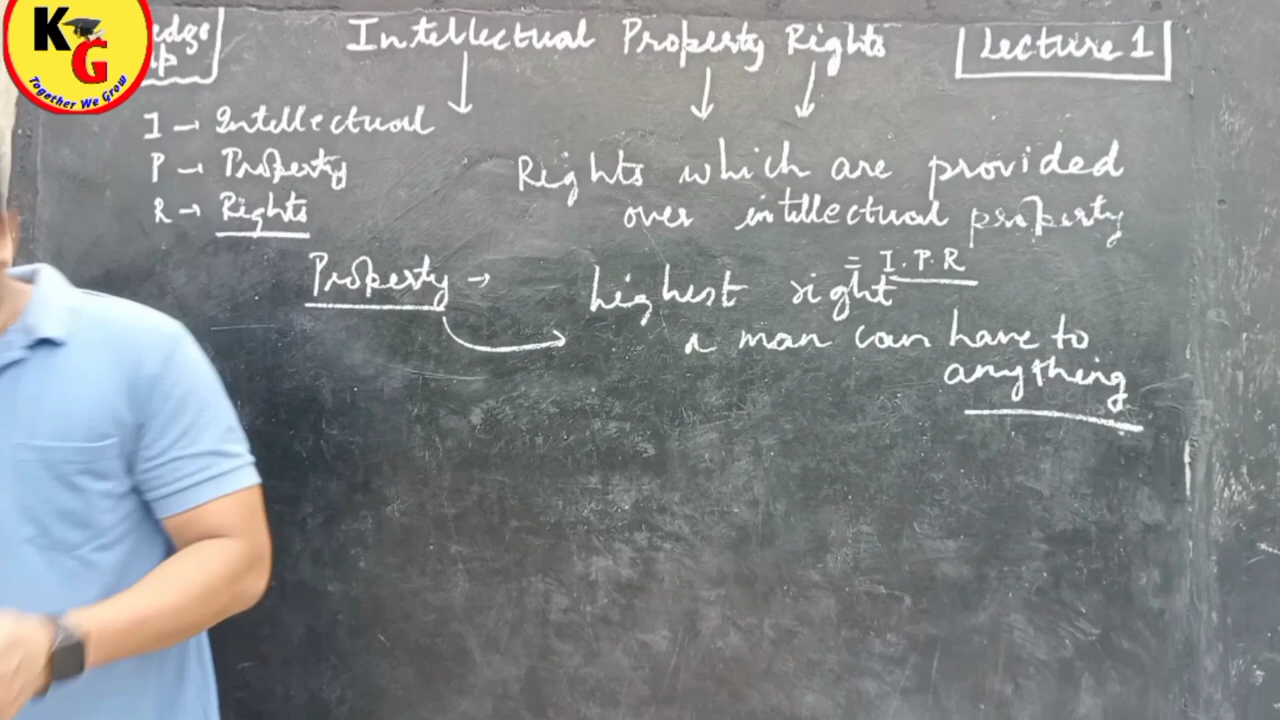 KG
Together We Grow
Intellectual Property Rights
Lecture 1
I → Intellectual
P → Property
R → Rights
Rights which are provided
over intellectual property
= I.P.R
Property →
highest right
a man can have to
anything